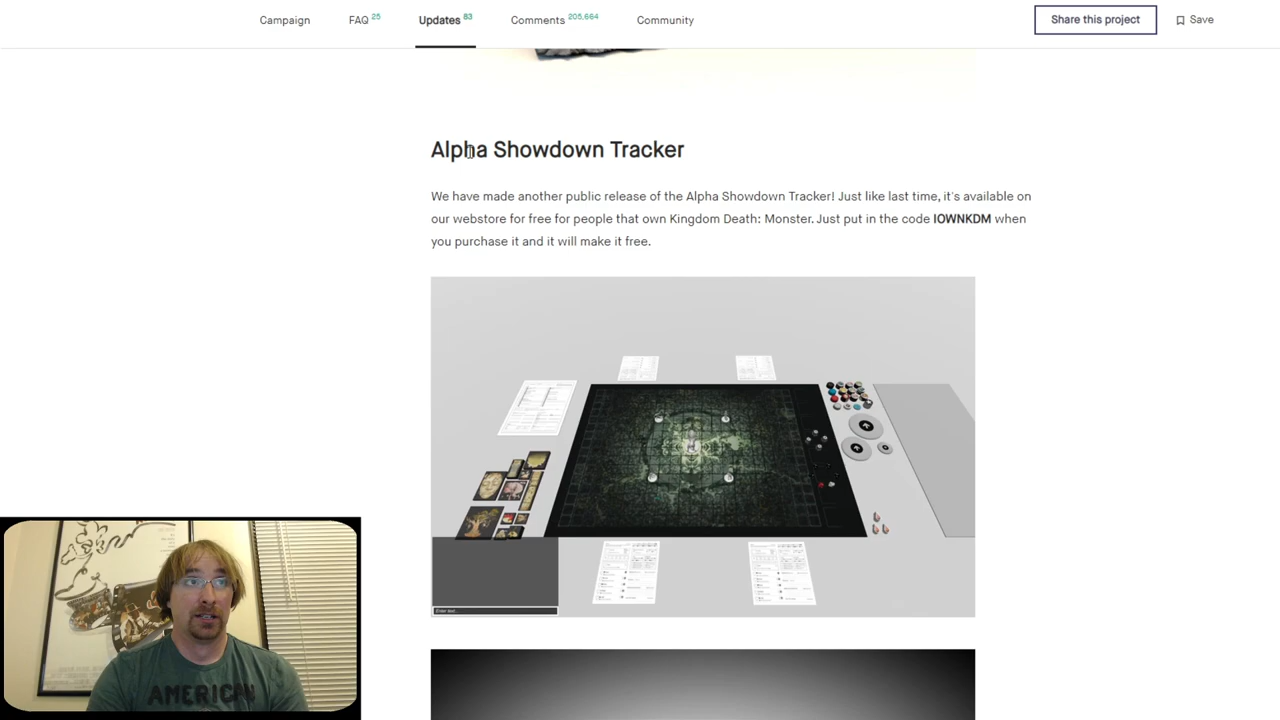 Campaign FAQ 25 Updates 83 Comments 205,664 Community Share this project Save
Alpha Showdown Tracker
We have made another public release of the Alpha Showdown Tracker! Just like last time, it's available on
our webstore for free for people that own Kingdom Death: Monster. Just put in the code IOWNKDM when
you purchase it and it will make it free.
Enter text...
AMERICAN